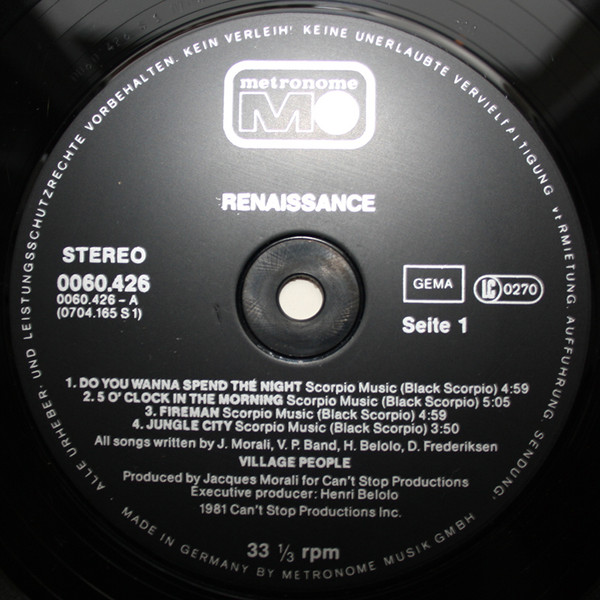 ALLE URHEBER- UND LEISTUNGSSCHUTZRECHTE VORBEHALTEN. KEIN VERLEIH' KEINE UNERLAUBTE VERVIELFÄLTIGUNG VERMIETUNG, AUFFÜHRUNG, SENDUNG'
metronome
MO
RENAISSANCE
STEREO
0060.426
0060.426 - A
(0704.165 S 1)
GEMA
LC 0270
Seite 1
1. DO YOU WANNA SPEND THE NIGHT Scorpio Music (Black Scorpio) 4:59
2. 5 O' CLOCK IN THE MORNING Scorpio Music (Black Scorpio) 5:05
3. FIREMAN Scorpio Music (Black Scorpio) 4:59
4. JUNGLE CITY Scorpio Music (Black Scorpio) 3:50
All songs written by J. Morali, V. P. Band, H. Belolo, D. Frederiksen
VILLAGE PEOPLE
Produced by Jacques Morali for Can't Stop Productions
Executive producer: Henri Belolo
1981 Can't Stop Productions Inc.
33 1/3 rpm
MADE IN GERMANY BY METRONOME MUSIK GMBH